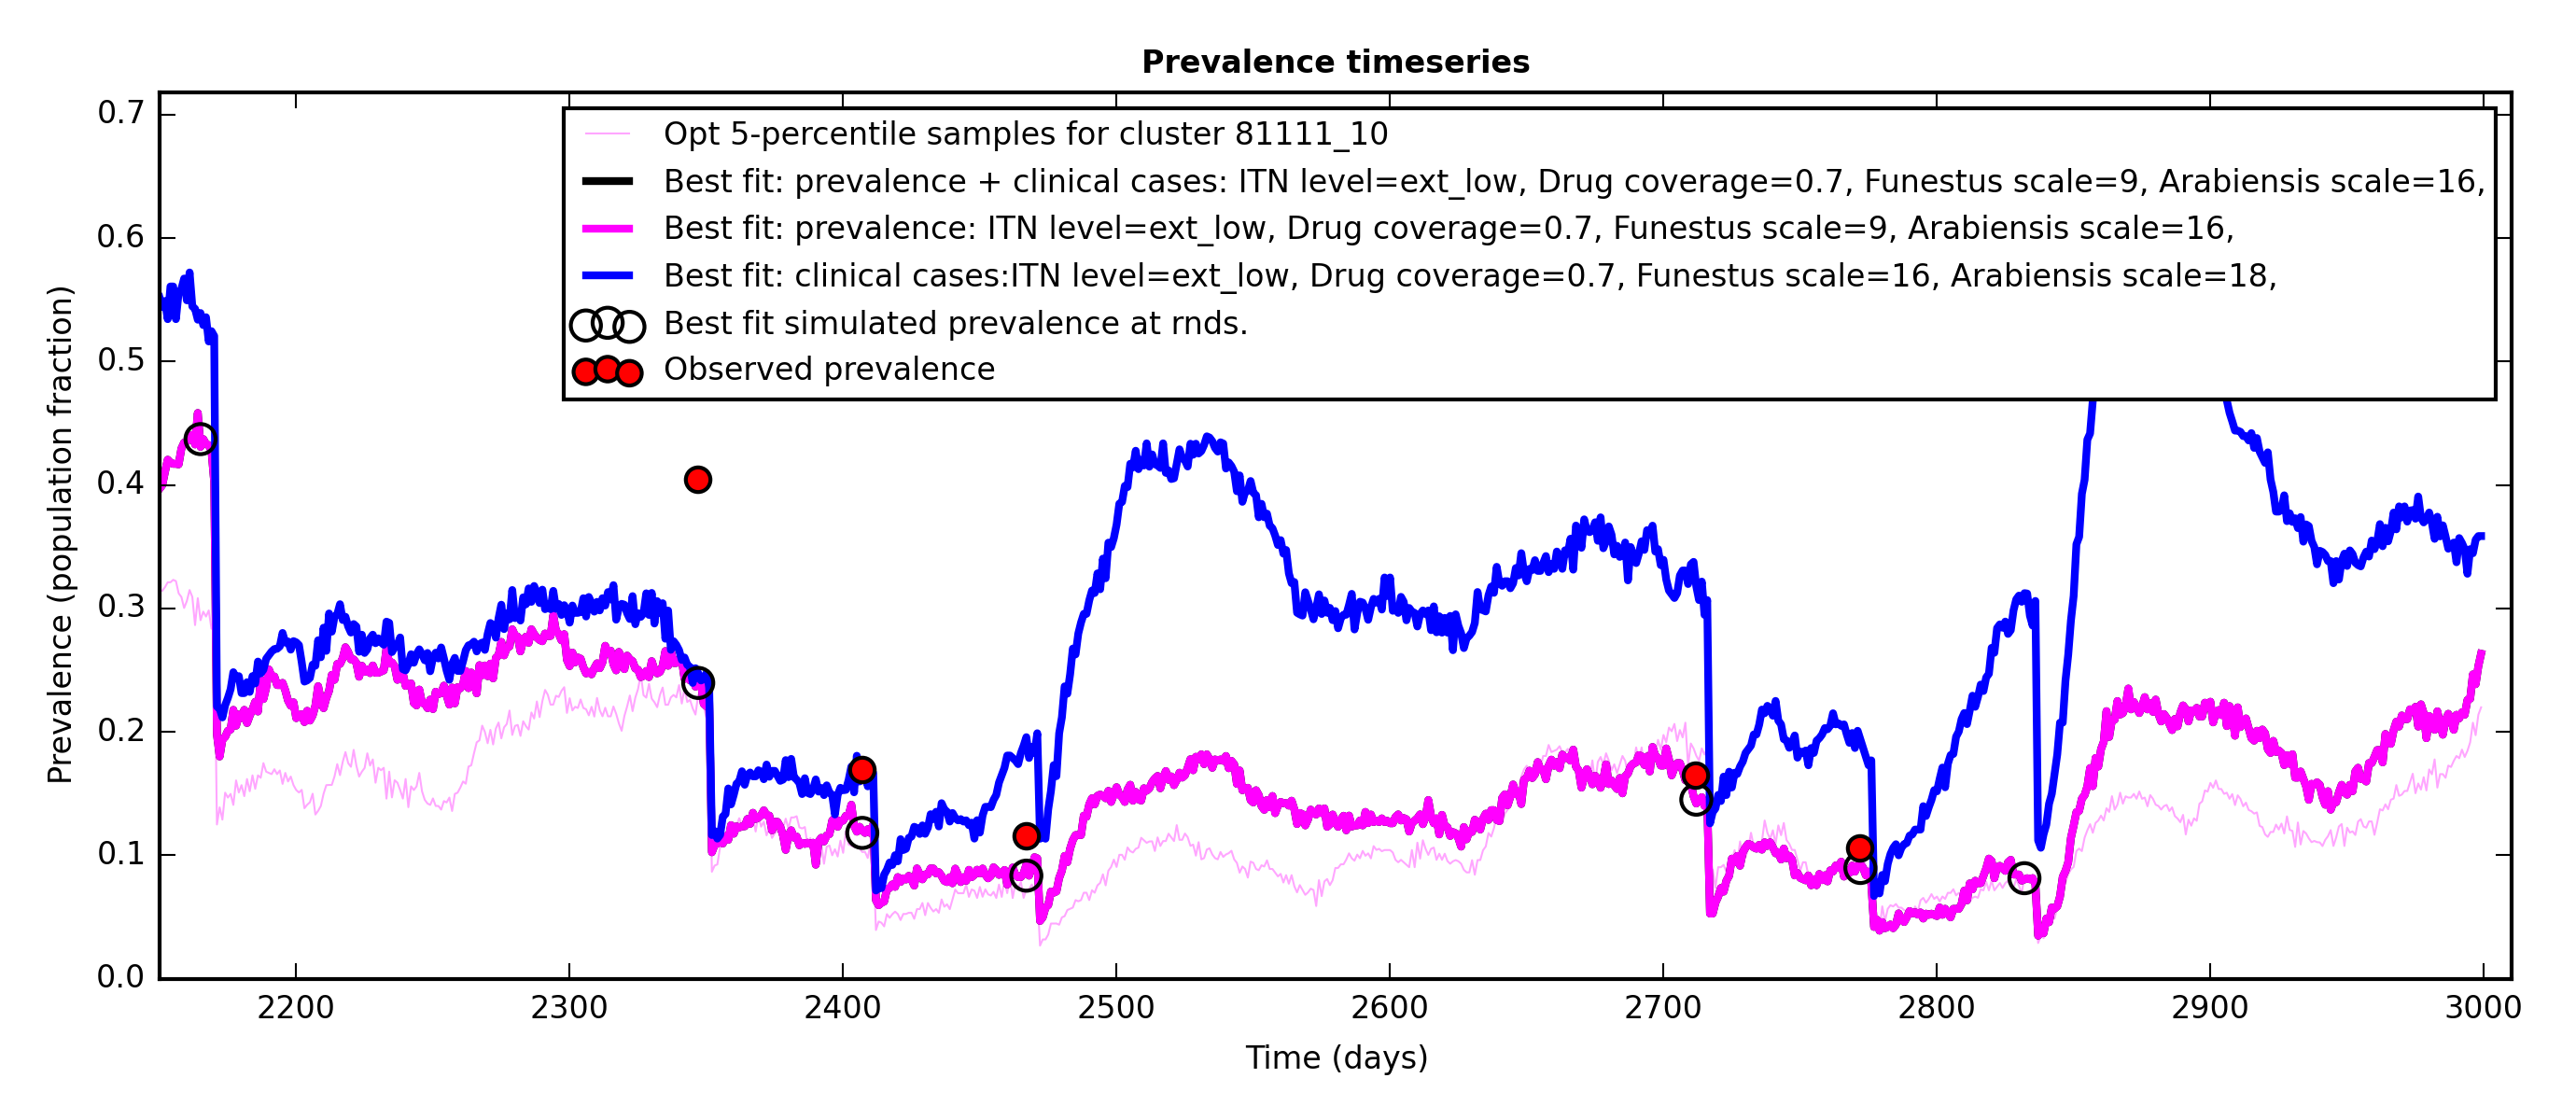 Prevalence timeseries
Opt 5-percentile samples for cluster 81111_10
Best fit: prevalence + clinical cases: ITN level=ext_low, Drug coverage=0.7, Funestus scale=9, Arabiensis scale=16,
Best fit: prevalence: ITN level=ext_low, Drug coverage=0.7, Funestus scale=9, Arabiensis scale=16,
Best fit: clinical cases:ITN level=ext_low, Drug coverage=0.7, Funestus scale=16, Arabiensis scale=18,
Best fit simulated prevalence at rnds.
Observed prevalence
Prevalence (population fraction)
0.7
0.6
0.5
0.4
0.3
0.2
0.1
0.0
2200 2300 2400 2500 2600 2700 2800 2900 3000
Time (days)